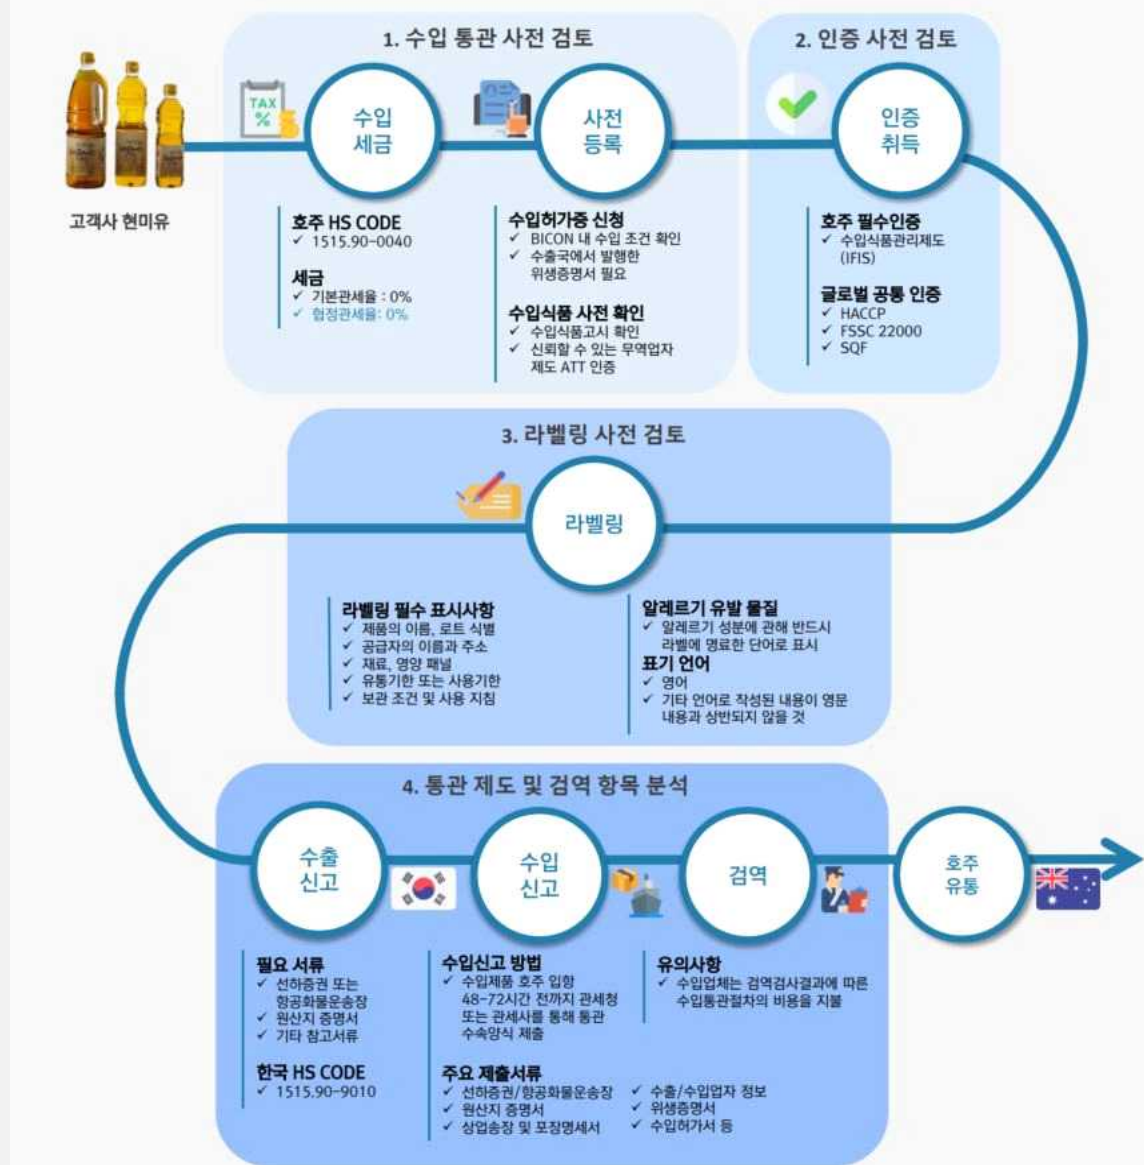 1. 수입 통관 사전 검토
TAX
%
수입
세금
사전
등록
고객사 현미유
호주 HS CODE
✓ 1515.90-0040
세금
✓ 기본관세율 : 0%
✓ 협정관세율: 0%
수입허가증 신청
✓ BICON 내 수입 조건 확인
✓ 수출국에서 발행한
위생증명서 필요
수입식품 사전 확인
✓ 수입식품고시 확인
✓ 신뢰할 수 있는 무역업자
제도 ATT 인증
2. 인증 사전 검토
인증
취득
호주 필수인증
✓ 수입식품관리제도
(IFIS)
글로벌 공통 인증
✓ HACCP
✓ FSSC 22000
✓ SQF
3. 라벨링 사전 검토
라벨링
라벨링 필수 표시사항
✓ 제품의 이름, 로트 식별
✓ 공급자의 이름과 주소
✓ 재료, 영양 패널
✓ 유통기한 또는 사용기한
✓ 보관 조건 및 사용 지침
알레르기 유발 물질
✓ 알레르기 성분에 관해 반드시
라벨에 명료한 단어로 표시
표기 언어
✓ 영어
✓ 기타 언어로 작성된 내용이 영문
내용과 상반되지 않을 것
4. 통관 제도 및 검역 항목 분석
수출
신고
수입
신고
검역
호주
유통
필요 서류
✓ 선하증권 또는
항공화물운송장
✓ 원산지 증명서
✓ 기타 참고서류
한국 HS CODE
✓ 1515.90-9010
수입신고 방법
✓ 수입제품 호주 입항
48-72시간 전까지 관세청
또는 관세사를 통해 통관
수속양식 제출
주요 제출서류
✓ 선하증권/항공화물운송장
✓ 원산지 증명서
✓ 상업송장 및 포장명세서
✓ 수출/수입업자 정보
✓ 위생증명서
✓ 수입허가서 등
유의사항
✓ 수입업체는 검역검사결과에 따른
수입통관절차의 비용을 지불